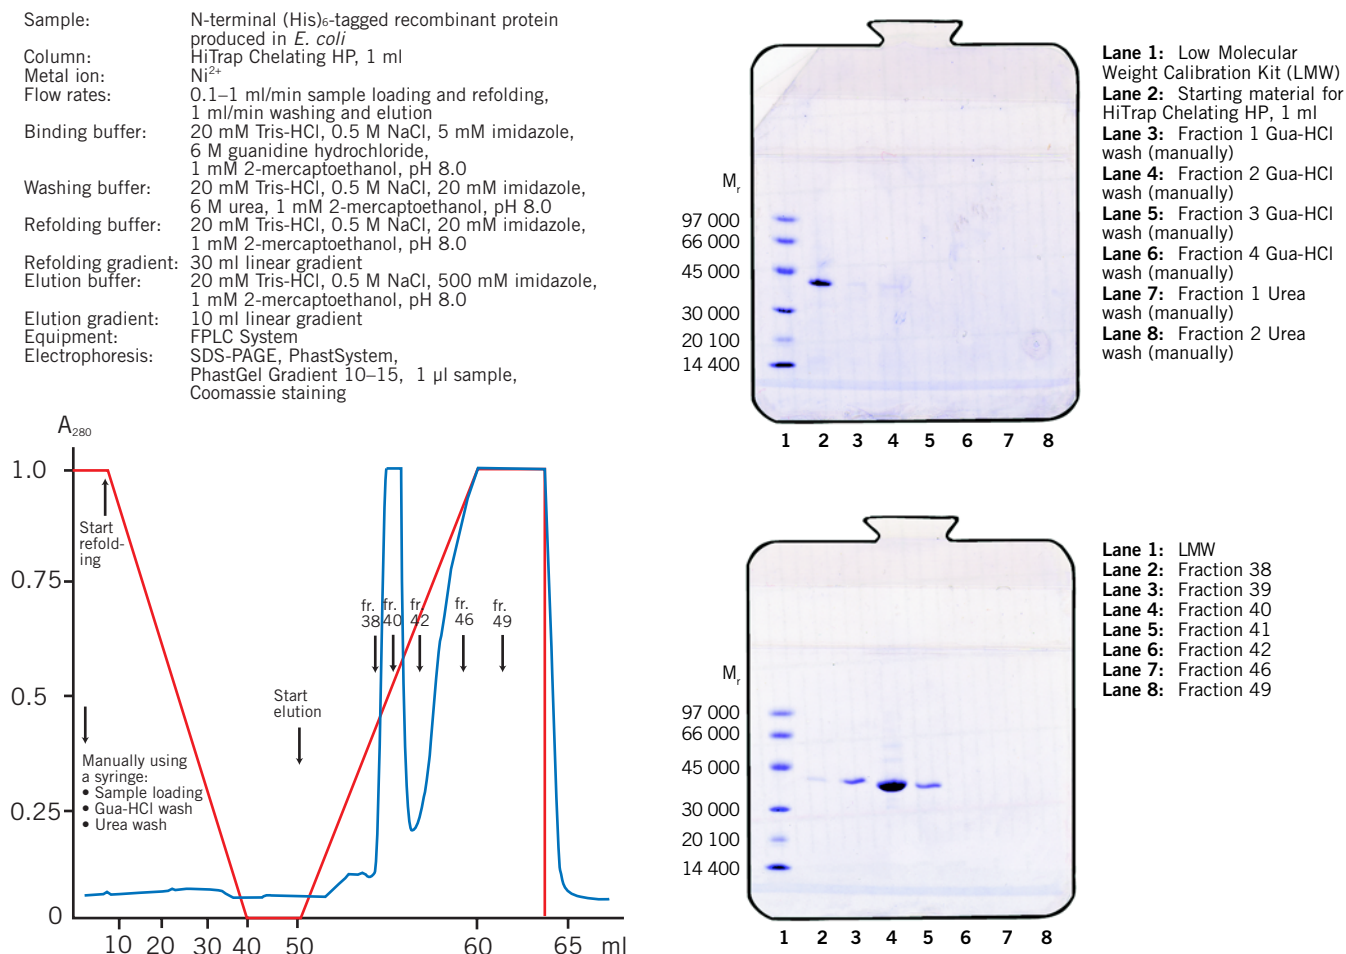 Sample: N-terminal (His)₆-tagged recombinant protein
produced in E. coli
Column: HiTrap Chelating HP, 1 ml
Metal ion: Ni²⁺
Flow rates: 0.1–1 ml/min sample loading and refolding,
1 ml/min washing and elution
Binding buffer: 20 mM Tris-HCl, 0.5 M NaCl, 5 mM imidazole,
6 M guanidine hydrochloride,
1 mM 2-mercaptoethanol, pH 8.0
Washing buffer: 20 mM Tris-HCl, 0.5 M NaCl, 20 mM imidazole,
6 M urea, 1 mM 2-mercaptoethanol, pH 8.0
Refolding buffer: 20 mM Tris-HCl, 0.5 M NaCl, 20 mM imidazole,
1 mM 2-mercaptoethanol, pH 8.0
Refolding gradient: 30 ml linear gradient
Elution buffer: 20 mM Tris-HCl, 0.5 M NaCl, 500 mM imidazole,
1 mM 2-mercaptoethanol, pH 8.0
Elution gradient: 10 ml linear gradient
Equipment: FPLC System
Electrophoresis: SDS-PAGE, PhastSystem,
PhastGel Gradient 10–15, 1 µl sample,
Coomassie staining
A₂₈₀
1.0
0.75
0.5
0.25
0
Start
refold-
ing
Manually using
a syringe:
• Sample loading
• Gua-HCl wash
• Urea wash
Start
elution
fr. fr. fr. fr. fr.
38 40 42 46 49
10 20 30 40 50 60 65 ml
Mᵣ
97 000
66 000
45 000
30 000
20 100
14 400
1 2 3 4 5 6 7 8
Lane 1: Low Molecular
Weight Calibration Kit (LMW)
Lane 2: Starting material for
HiTrap Chelating HP, 1 ml
Lane 3: Fraction 1 Gua-HCl
wash (manually)
Lane 4: Fraction 2 Gua-HCl
wash (manually)
Lane 5: Fraction 3 Gua-HCl
wash (manually)
Lane 6: Fraction 4 Gua-HCl
wash (manually)
Lane 7: Fraction 1 Urea
wash (manually)
Lane 8: Fraction 2 Urea
wash (manually)
Mᵣ
97 000
66 000
45 000
30 000
20 100
14 400
1 2 3 4 5 6 7 8
Lane 1: LMW
Lane 2: Fraction 38
Lane 3: Fraction 39
Lane 4: Fraction 40
Lane 5: Fraction 41
Lane 6: Fraction 42
Lane 7: Fraction 46
Lane 8: Fraction 49